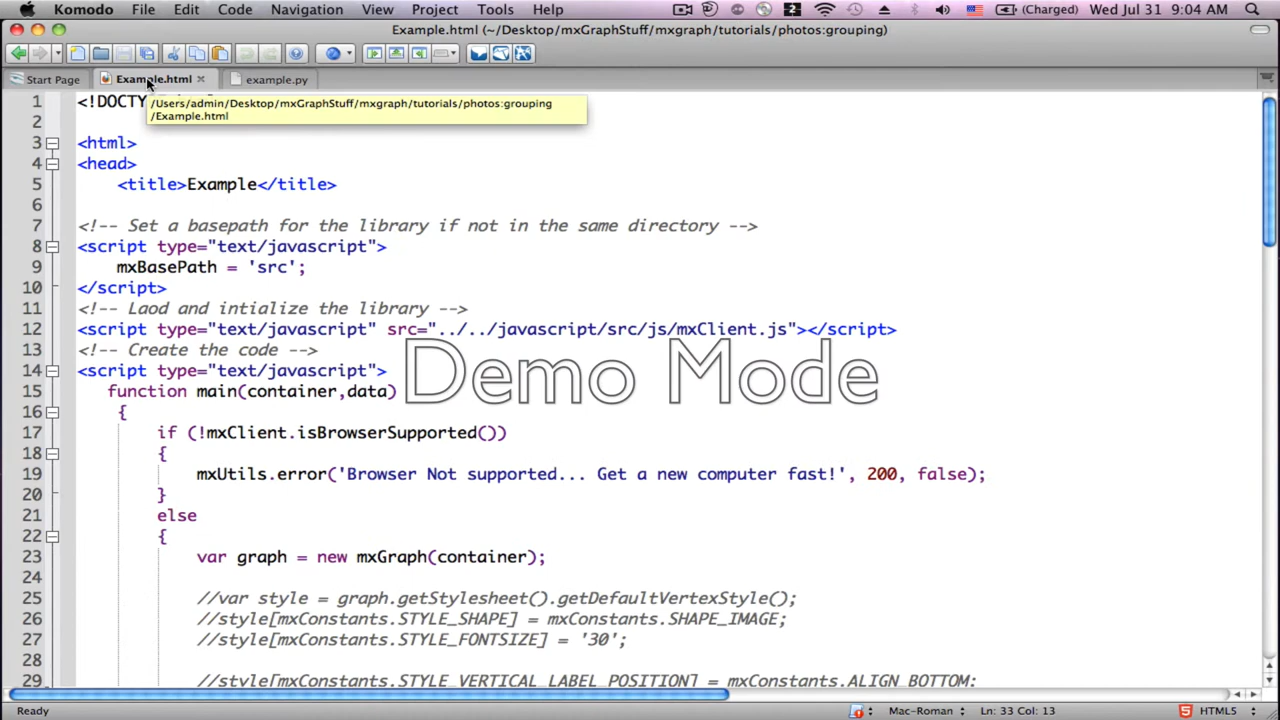 Komodo File Edit View Code Navigation Project Tools Help 2 (Charged) Wed Jul 31 9:04 AM
Example.html (~/Desktop/mxGraphStuff/mxgraph/tutorials/photos:grouping)
Start Page Example.html example.py
/Users/admin/Desktop/mxGraphStuff/mxgraph/tutorials/photos:grouping
/Example.html
1 <!DOCTY
2
3 <html>
4 <head>
5 <title>Example</title>
6
7 <!-- Set a basepath for the library if not in the same directory -->
8 <script type="text/javascript">
9 mxBasePath = 'src';
10 </script>
11 <!-- Laod and intialize the library -->
12 <script type="text/javascript" src="../../javascript/src/js/mxClient.js"></script>
13 <!-- Create the code -->
14 <script type="text/javascript">
Demo Mode
15 function main(container,data)
16 {
17 if (!mxClient.isBrowserSupported())
18 {
19 mxUtils.error('Browser Not supported... Get a new computer fast!', 200, false);
20 }
21 else
22 {
23 var graph = new mxGraph(container);
24
25 //var style = graph.getStylesheet().getDefaultVertexStyle();
26 //style[mxConstants.STYLE_SHAPE] = mxConstants.SHAPE_IMAGE;
27 //style[mxConstants.STYLE_FONTSIZE] = '30';
28
29 //style[mxConstants.STYLE_VERTICAL_LABEL_POSITION] = mxConstants.ALIGN_BOTTOM;
Ready Mac-Roman Ln: 33 Col: 13 HTML5